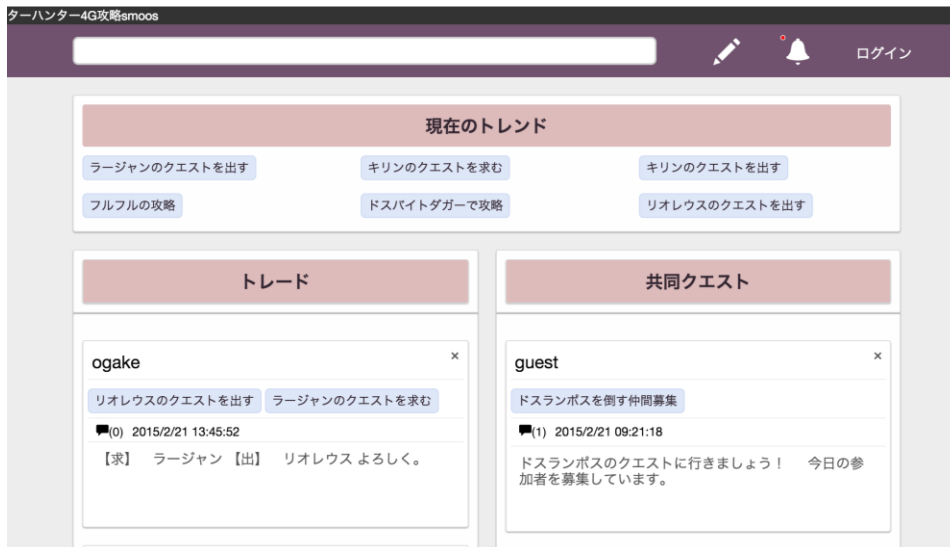 ターハンター4G攻略smoos
ログイン
現在のトレンド
ラージャンのクエストを出す
キリンのクエストを求む
キリンのクエストを出す
フルフルの攻略
ドスバイトダガーで攻略
リオレウスのクエストを出す
トレード
共同クエスト
ogake ×
リオレウスのクエストを出す ラージャンのクエストを求む
(0) 2015/2/21 13:45:52
【求】　ラージャン 【出】　リオレウス よろしく。
guest ×
ドスランポスを倒す仲間募集
(1) 2015/2/21 09:21:18
ドスランポスのクエストに行きましょう！　今日の参
加者を募集しています。